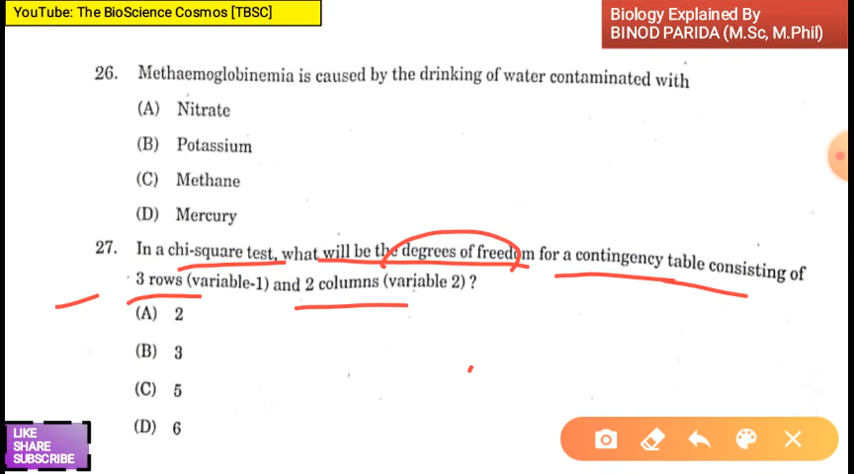 YouTube: The BioScience Cosmos [TBSC]
Biology Explained By
BINOD PARIDA (M.Sc, M.Phil)
26. Methaemoglobinemia is caused by the drinking of water contaminated with
(A) Nitrate
(B) Potassium
(C) Methane
(D) Mercury
27. In a chi-square test, what will be the degrees of freedom for a contingency table consisting of
3 rows (variable-1) and 2 columns (variable 2) ?
(A) 2
(B) 3
(C) 5
(D) 6
LIKE
SHARE
SUBSCRIBE